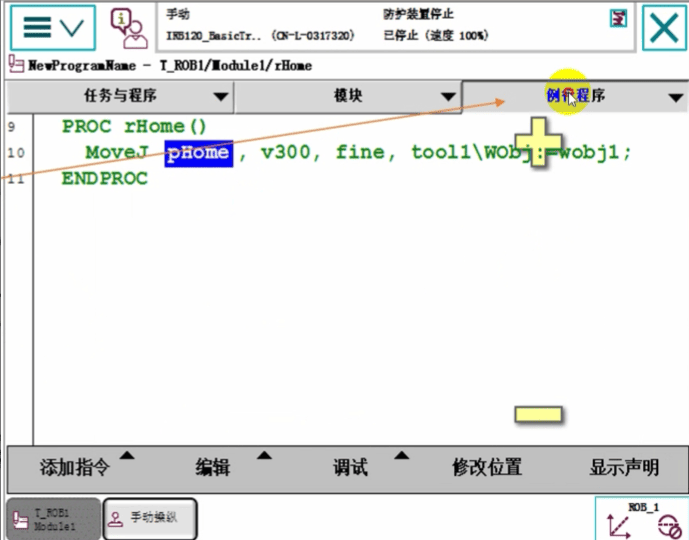 手动
防护装置停止
IRB120_BasicTr.. (CN-L-0317320)
已停止 (速度 100%)
NewProgramName - T_ROB1/Module1/rHome
任务与程序
模块
例行程序
9 PROC rHome()
10 MoveJ pHome, v300, fine, tool1\WObj:=wobj1;
11 ENDPROC
添加指令
编辑
调试
修改位置
显示声明
T_ROB1
Module1
手动操纵
ROB_1